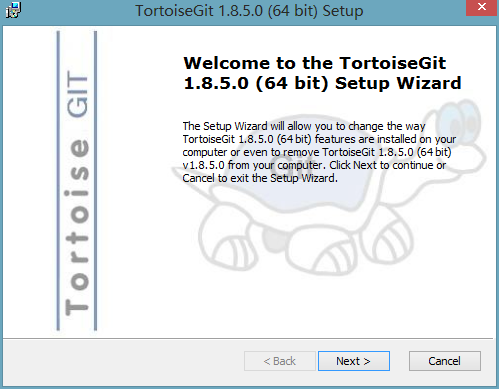 TortoiseGit 1.8.5.0 (64 bit) Setup
Tortoise GIT
Welcome to the TortoiseGit
1.8.5.0 (64 bit) Setup Wizard
The Setup Wizard will allow you to change the way
TortoiseGit 1.8.5.0 (64 bit) features are installed on your
computer or even to remove TortoiseGit 1.8.5.0 (64 bit)
v1.8.5.0 from your computer. Click Next to continue or
Cancel to exit the Setup Wizard.
< Back
Next >
Cancel